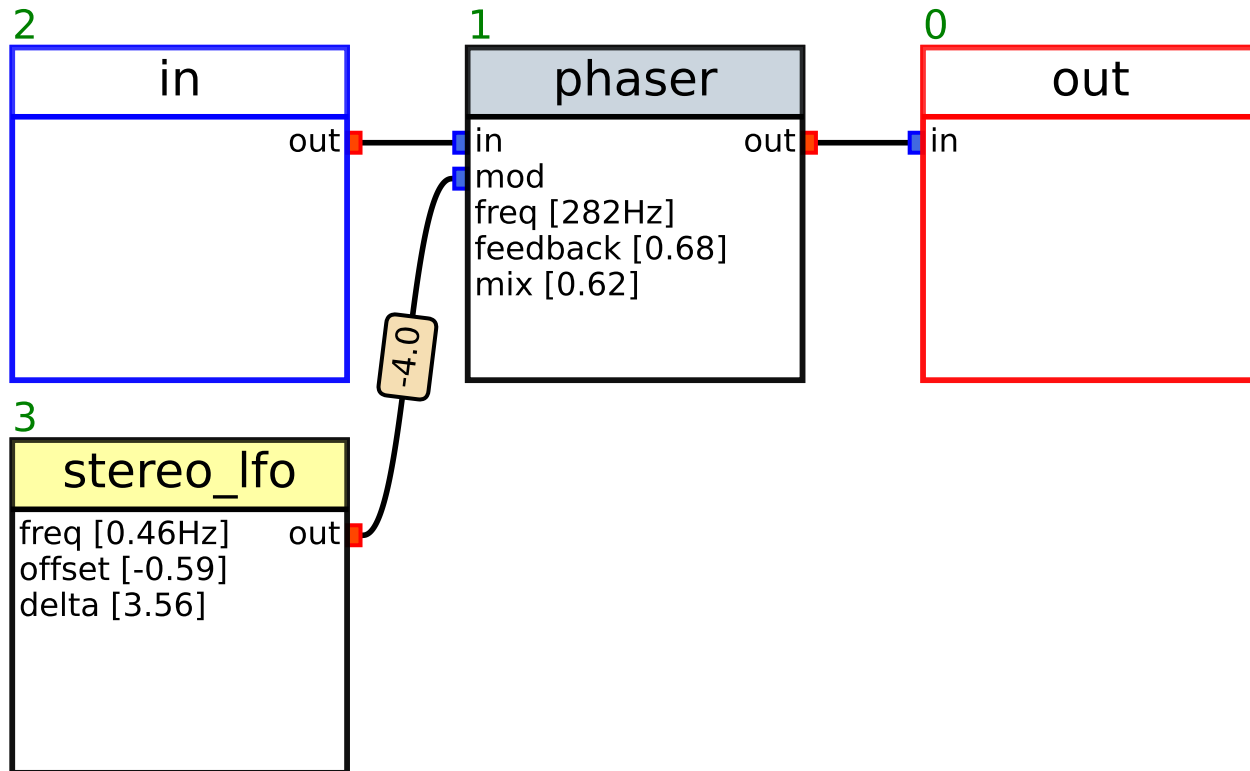 2
in
out
1
phaser
in
out
mod
freq [282Hz]
feedback [0.68]
mix [0.62]
0
out
in
-4.0
3
stereo_lfo
freq [0.46Hz]
out
offset [-0.59]
delta [3.56]